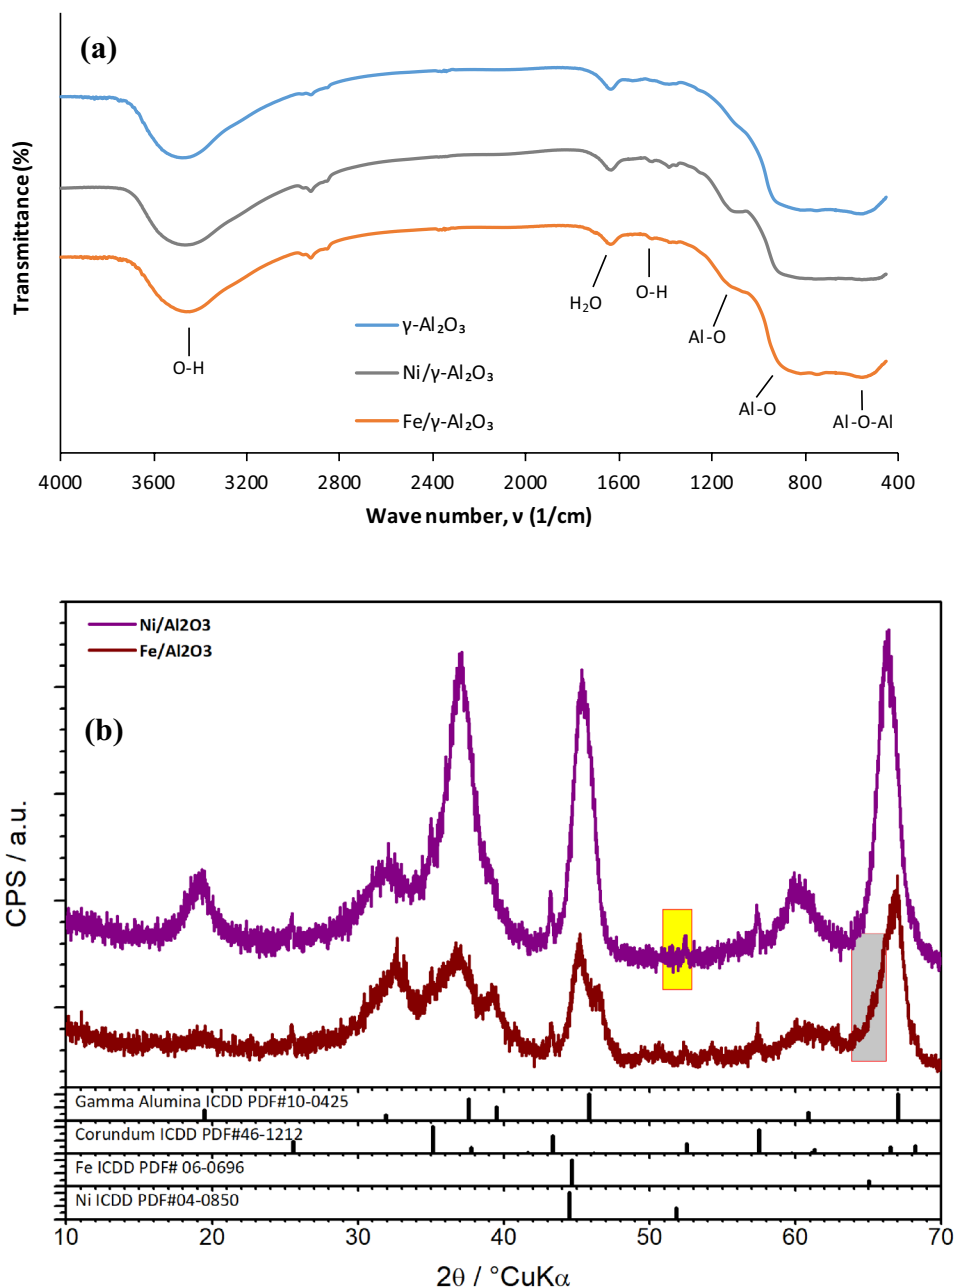 (a)
Transmittance (%)
O-H
H₂O
O-H
Al-O
Al-O
Al-O-Al
γ-Al₂O₃
Ni/γ-Al₂O₃
Fe/γ-Al₂O₃
4000 3600 3200 2800 2400 2000 1600 1200 800 400
Wave number, ν (1/cm)
Ni/Al2O3
Fe/Al2O3
(b)
CPS / a.u.
Gamma Alumina ICDD PDF#10-0425
Corundum ICDD PDF#46-1212
Fe ICDD PDF# 06-0696
Ni ICDD PDF#04-0850
10 20 30 40 50 60 70
2θ / °CuKα